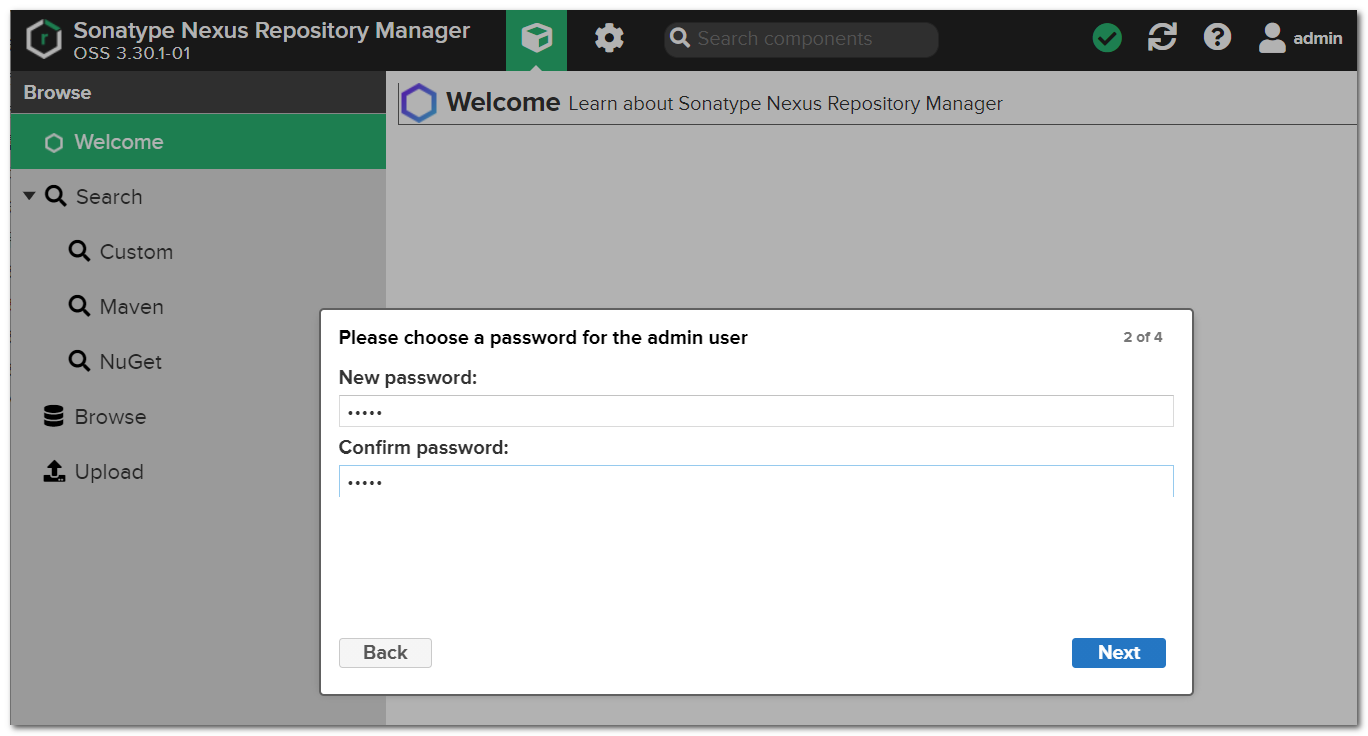 Sonatype Nexus Repository Manager
OSS 3.30.1-01
Search components
admin
Browse
Welcome
Search
Custom
Maven
NuGet
Browse
Upload
Welcome Learn about Sonatype Nexus Repository Manager
Please choose a password for the admin user
2 of 4
New password:
•••••
Confirm password:
•••••
Back
Next